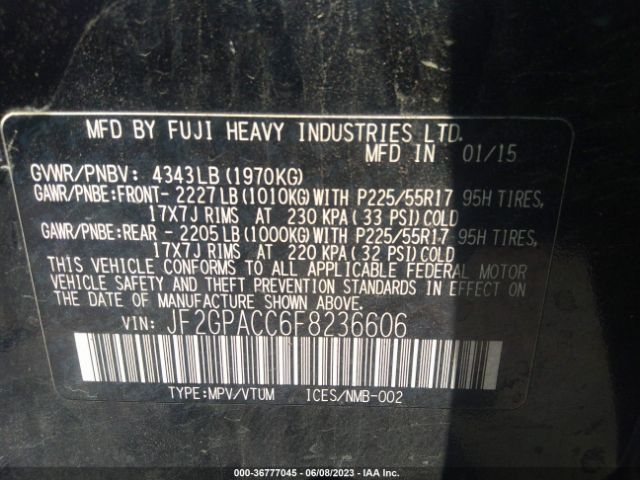 MFD BY FUJI HEAVY INDUSTRIES LTD.
MFD IN 01/15
GVWR/PNBV: 4343LB (1970KG)
GAWR/PNBE:FRONT- 2227LB (1010KG) WITH P225/55R17 95H TIRES,
17X7J RIMS AT 230 KPA ( 33 PSI) COLD
GAWR/PNBE:REAR - 2205LB (1000KG) WITH P225/55R17 95H TIRES,
17X7J RIMS AT 220 KPA ( 32 PSI) COLD
THIS VEHICLE CONFORMS TO ALL APPLICABLE FEDERAL MOTOR
VEHICLE SAFETY AND THEFT PREVENTION STANDARDS IN EFFECT
ON THE DATE OF MANUFACTURE SHOWN ABOVE.
VIN: JF2GPACC6F8236606
TYPE:MPV/VTUM ICES/NMB-002
000-36777045 - 06/08/2023 - IAA Inc.